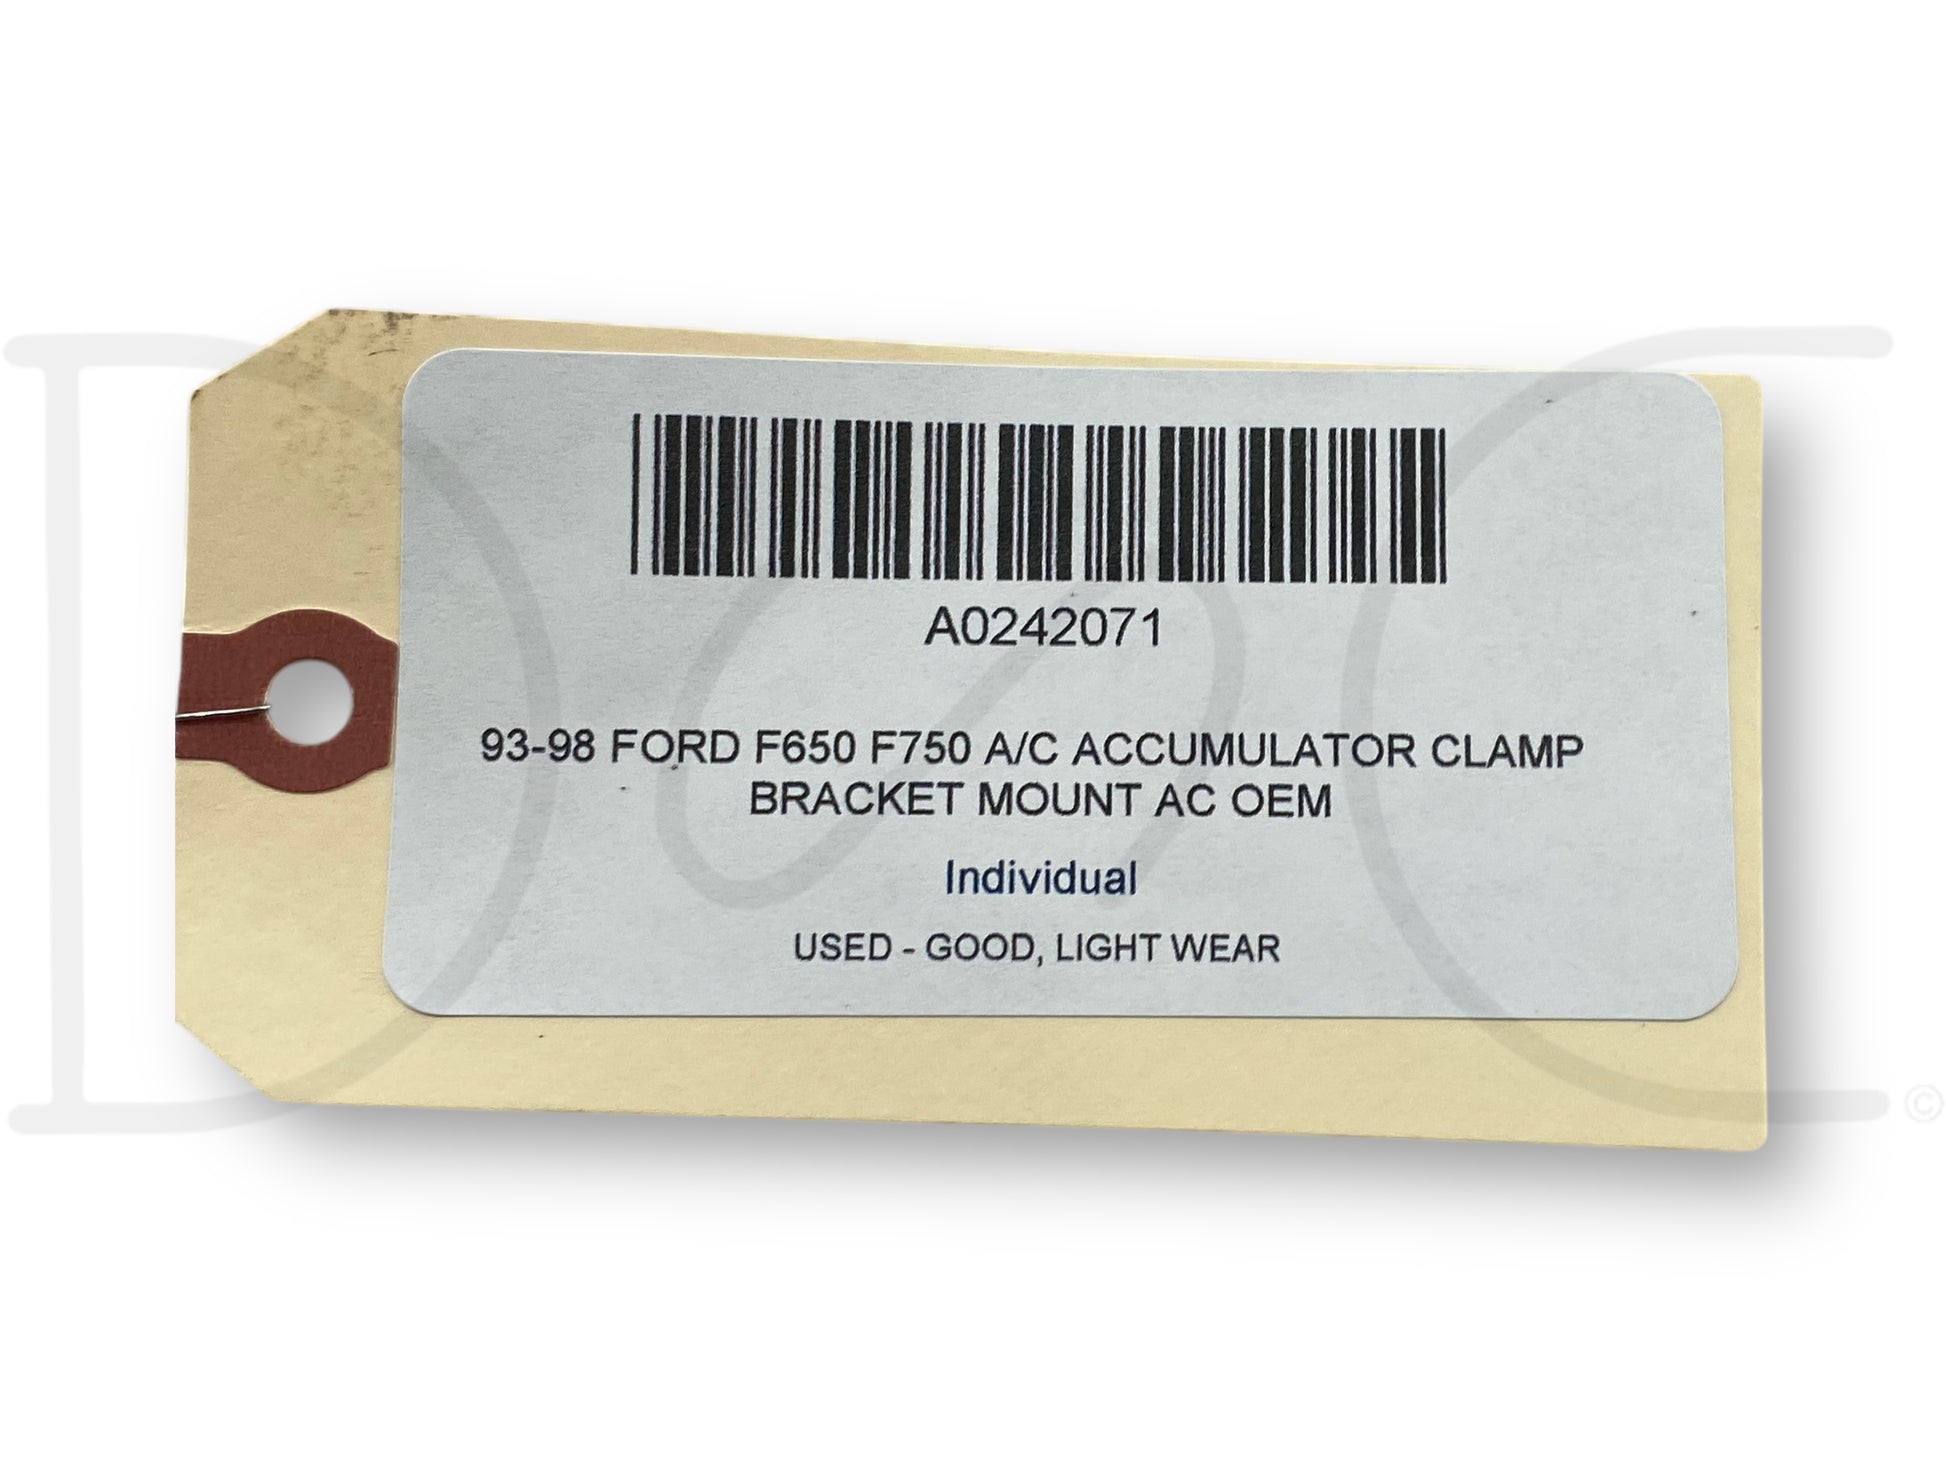 A0242071
93-98 FORD F650 F750 A/C ACCUMULATOR CLAMP
BRACKET MOUNT AC OEM
Individual
USED - GOOD, LIGHT WEAR
©